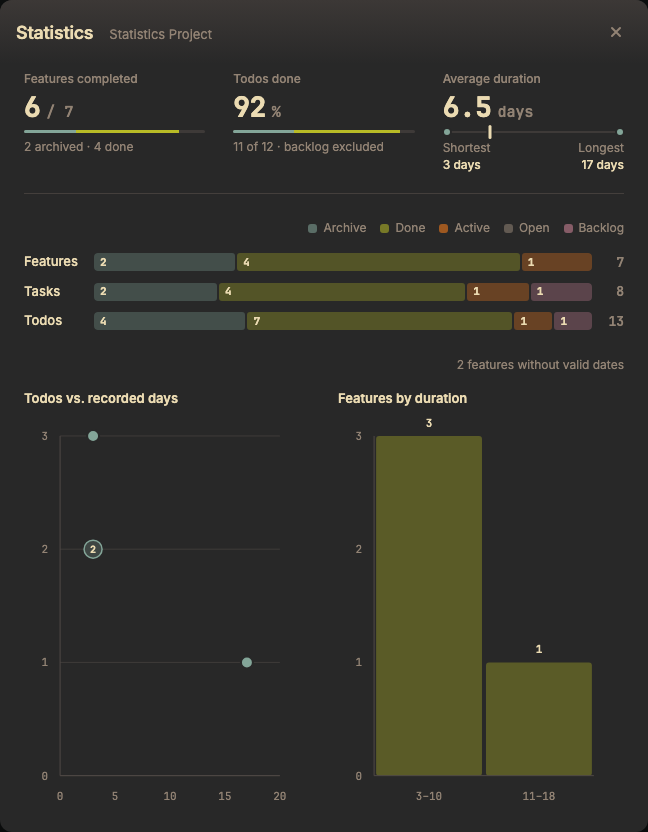 Statistics Statistics Project ×
Features completed
6 / 7
2 archived · 4 done
Todos done
92 %
11 of 12 · backlog excluded
Average duration
6.5 days
Shortest Longest
3 days 17 days
Archive Done Active Open Backlog
Features 2 4 1 7
Tasks 2 4 1 1 8
Todos 4 7 1 1 13
2 features without valid dates
Todos vs. recorded days
3
2
2
1
0
0 5 10 15 20
Features by duration
3
3
2
1
1
0
3–10 11–18